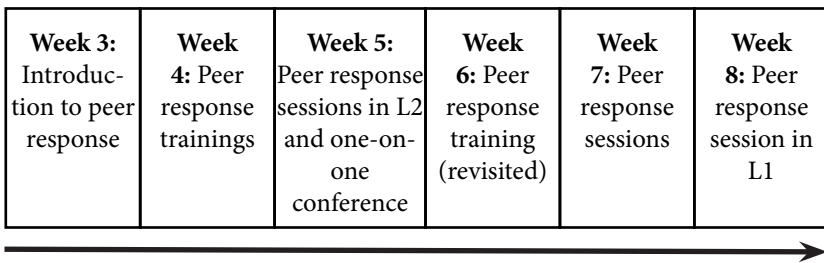 Week 3:
Introduc-
tion to peer
response
Week
4: Peer
response
trainings
Week 5:
Peer response
sessions in L2
and one-on-
one
conference
Week
6: Peer
response
training
(revisited)
Week
7: Peer
response
sessions
Week
8: Peer
response
session in
L1